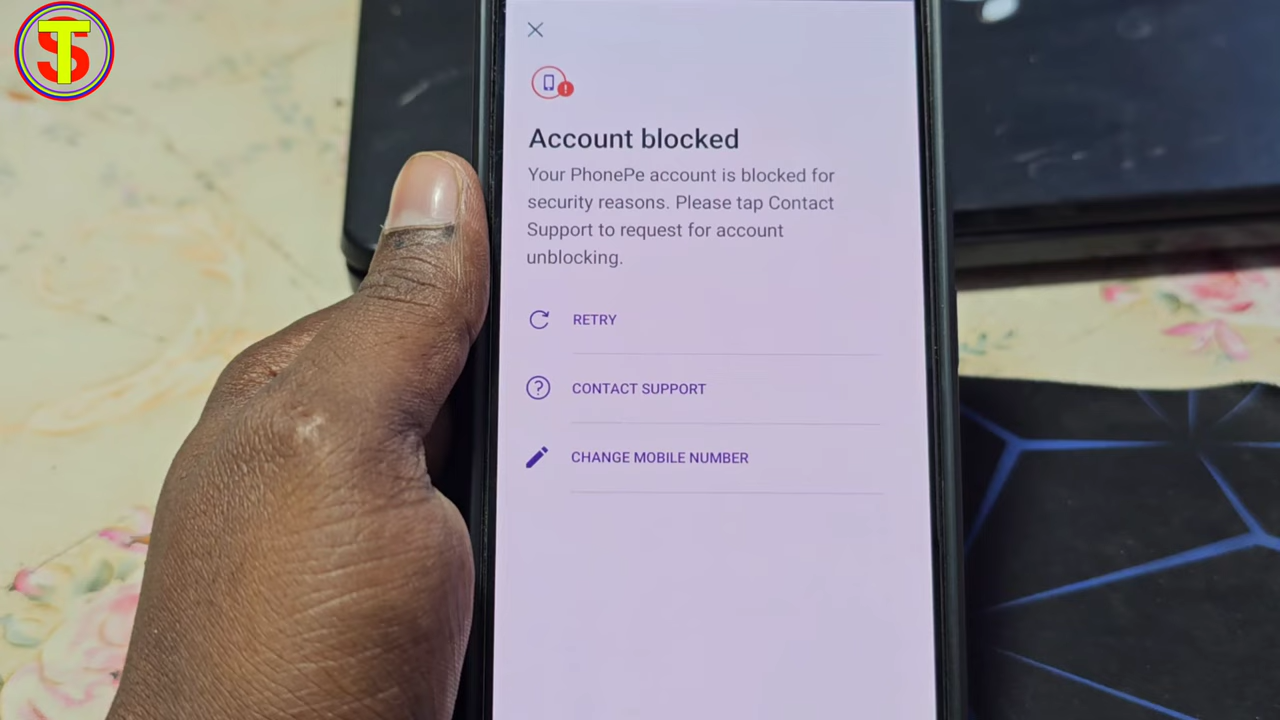 ST
Account blocked
Your PhonePe account is blocked for
security reasons. Please tap Contact
Support to request for account
unblocking.
RETRY
CONTACT SUPPORT
CHANGE MOBILE NUMBER